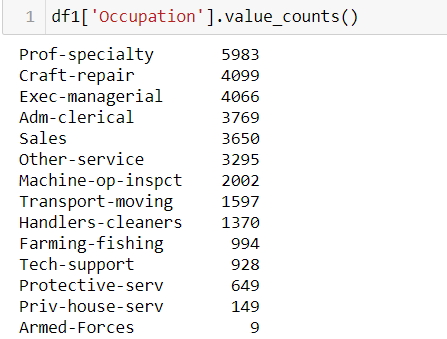 1 df1['Occupation'].value_counts()
Prof-specialty 5983
Craft-repair 4099
Exec-managerial 4066
Adm-clerical 3769
Sales 3650
Other-service 3295
Machine-op-inspct 2002
Transport-moving 1597
Handlers-cleaners 1370
Farming-fishing 994
Tech-support 928
Protective-serv 649
Priv-house-serv 149
Armed-Forces 9